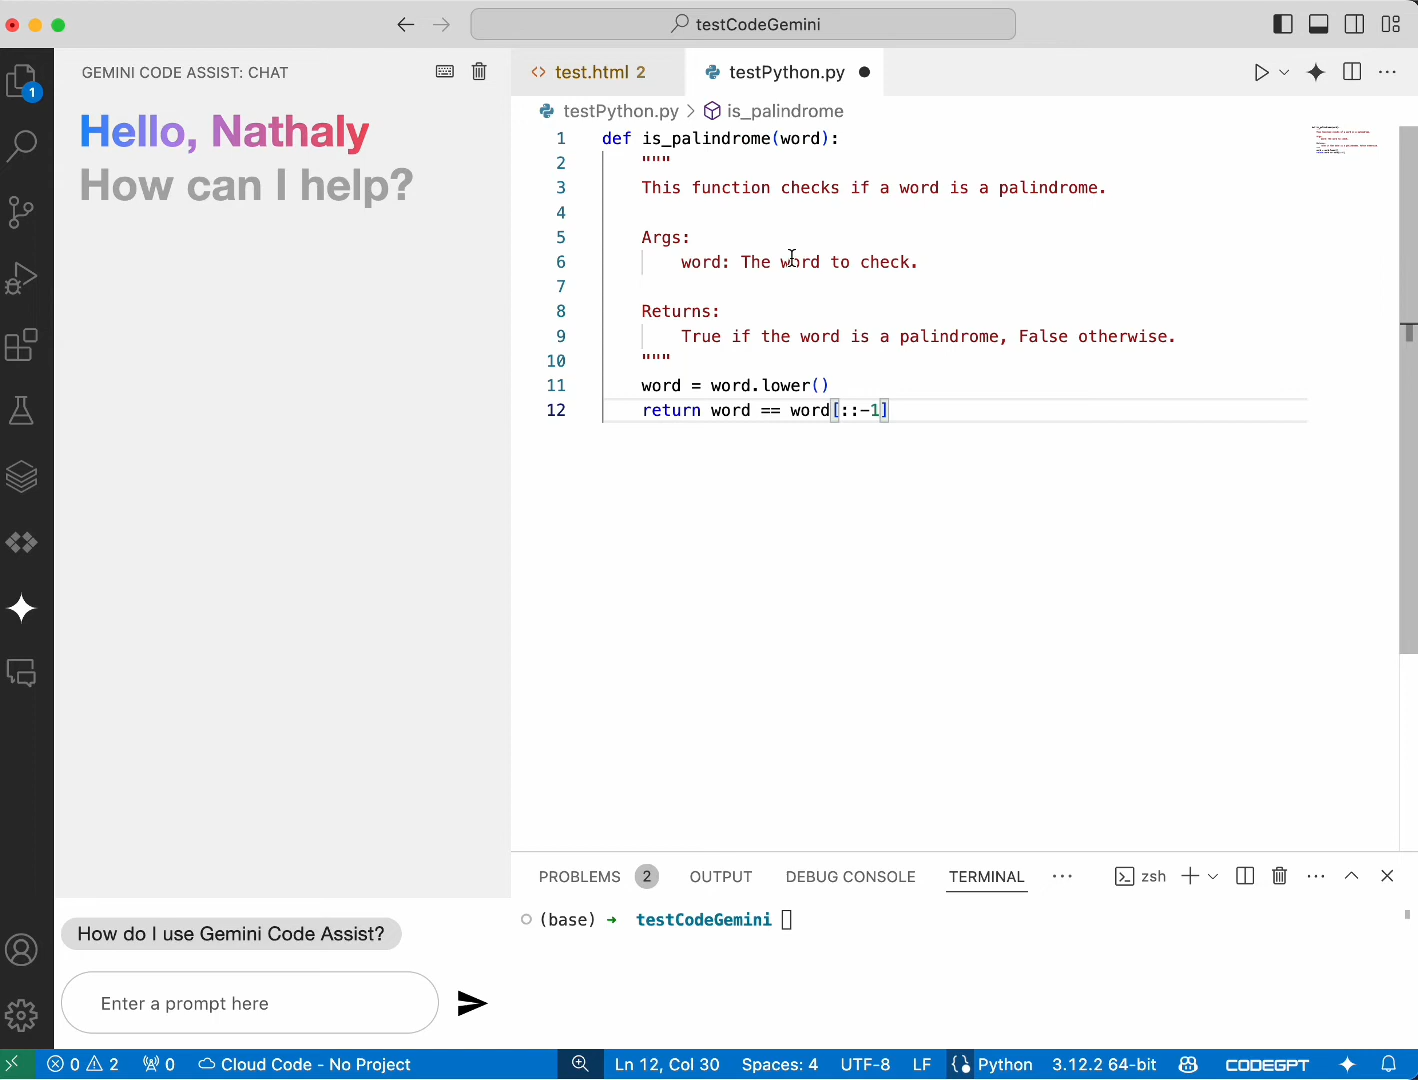 testCodeGemini
GEMINI CODE ASSIST: CHAT
Hello, Nathaly
How can I help?
How do I use Gemini Code Assist?
Enter a prompt here
1
test.html 2
testPython.py
testPython.py > is_palindrome
1 def is_palindrome(word):
2 """
3 This function checks if a word is a palindrome.
4
5 Args:
6 word: The word to check.
7
8 Returns:
9 True if the word is a palindrome, False otherwise.
10 """
11 word = word.lower()
12 return word == word[::-1]
PROBLEMS 2 OUTPUT DEBUG CONSOLE TERMINAL ··· zsh
(base) → testCodeGemini
0 2 0 Cloud Code - No Project Ln 12, Col 30 Spaces: 4 UTF-8 LF Python 3.12.2 64-bit CODEGPT